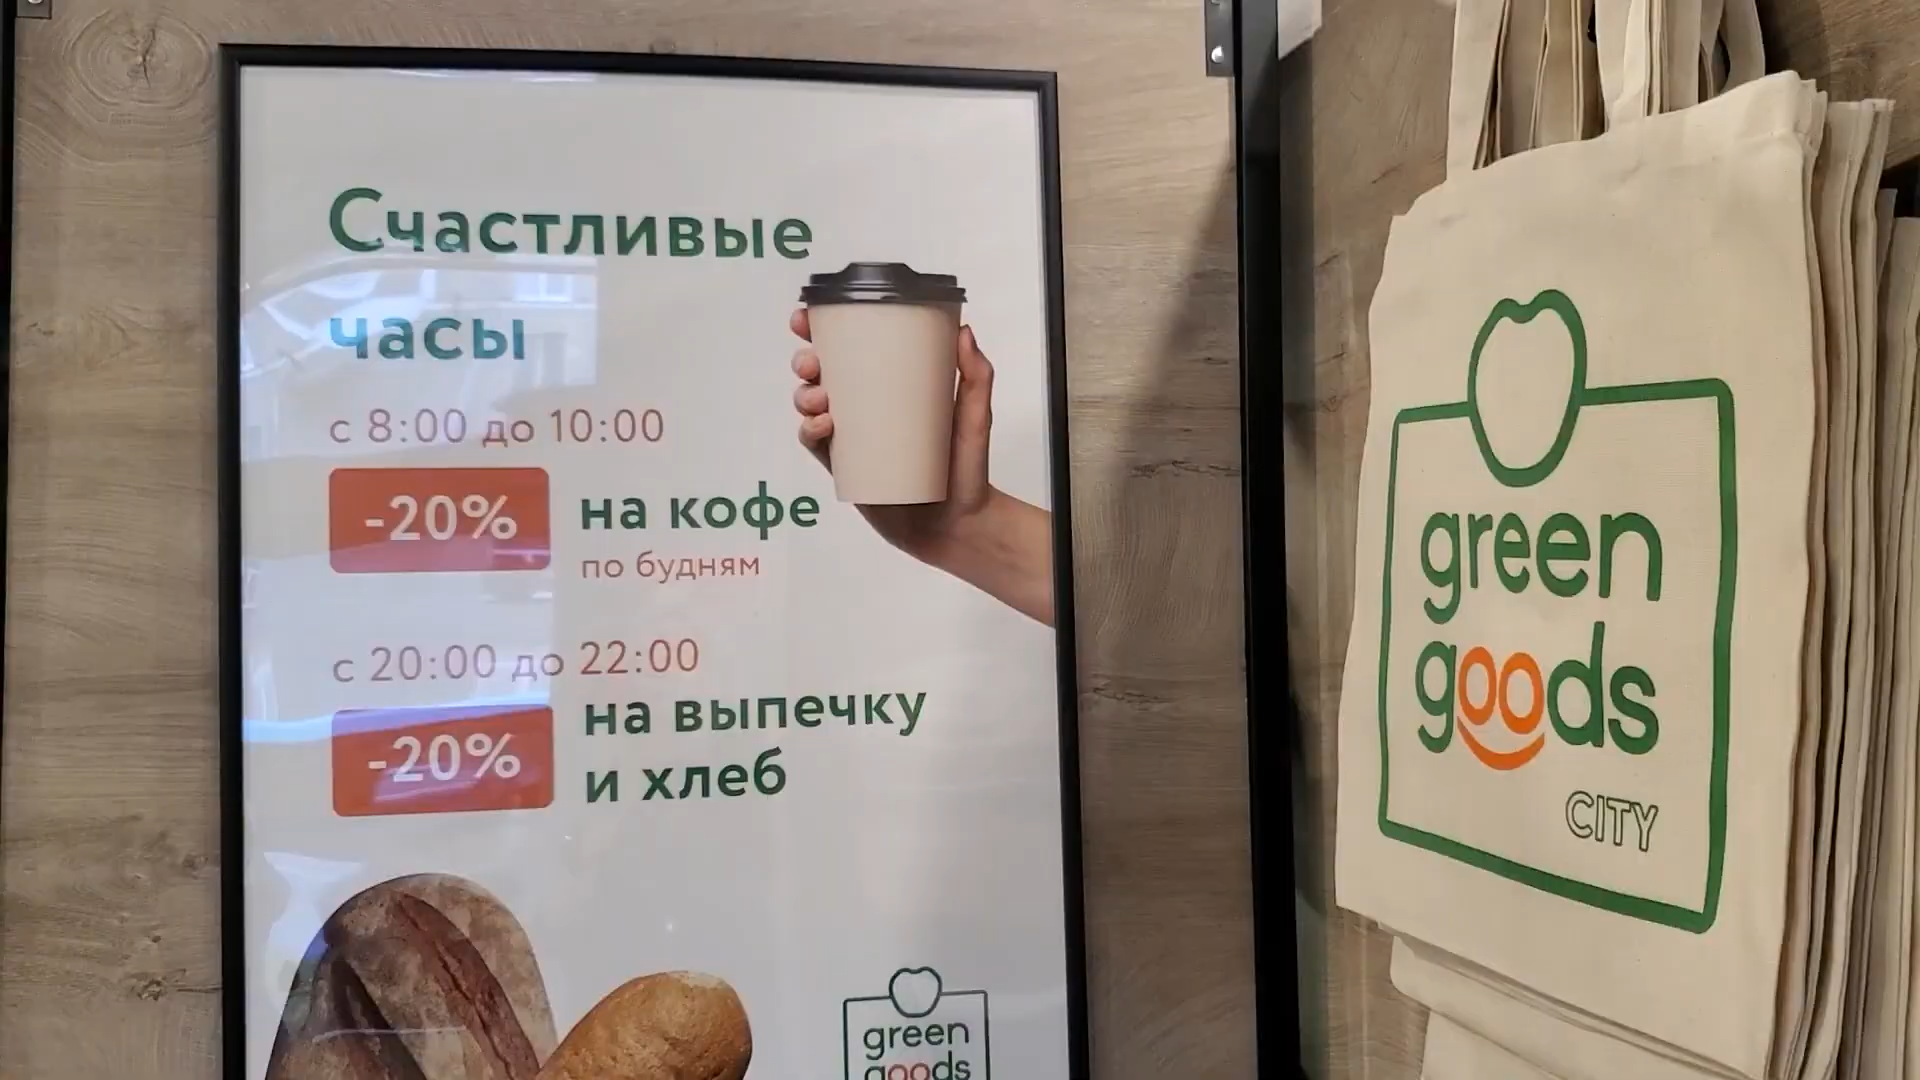 Счастливые
часы
с 8:00 до 10:00
-20% на кофе
по будням
с 20:00 до 22:00
-20% на выпечку
и хлеб
green
goods
green
goods
CITY